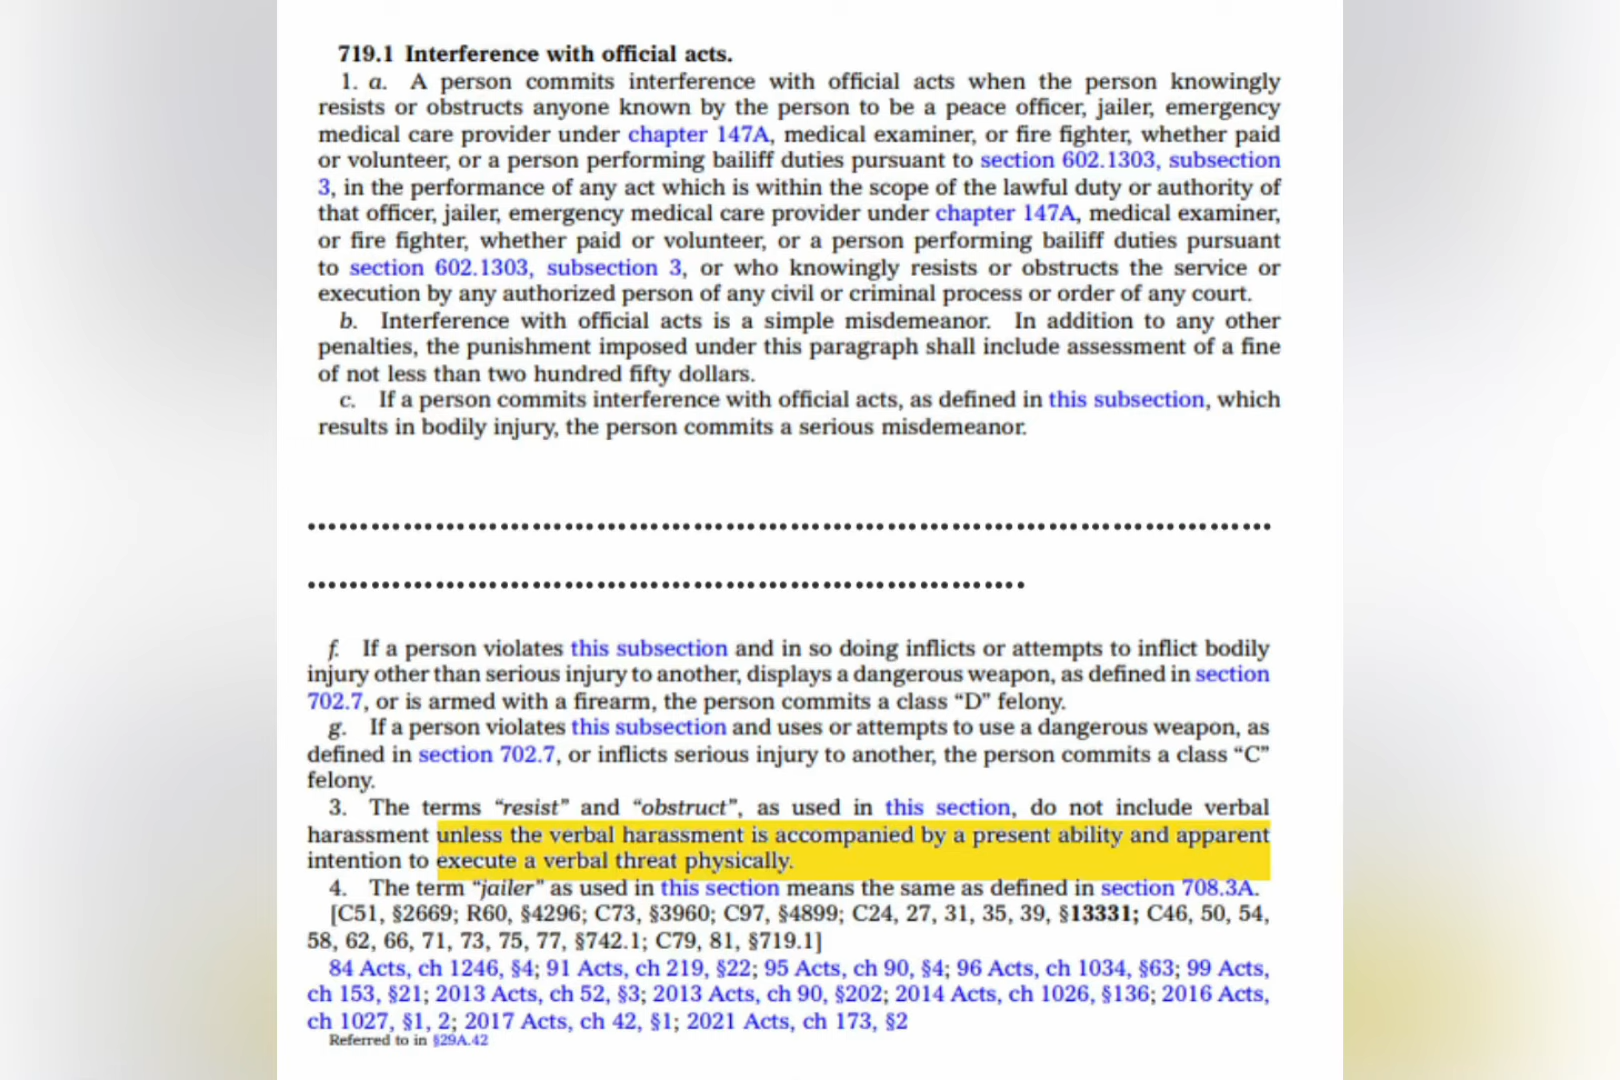 719.1 Interference with official acts.
1. a. A person commits interference with official acts when the person knowingly
resists or obstructs anyone known by the person to be a peace officer, jailer, emergency
medical care provider under chapter 147A, medical examiner, or fire fighter, whether paid
or volunteer, or a person performing bailiff duties pursuant to section 602.1303, subsection
3, in the performance of any act which is within the scope of the lawful duty or authority of
that officer, jailer, emergency medical care provider under chapter 147A, medical examiner,
or fire fighter, whether paid or volunteer, or a person performing bailiff duties pursuant
to section 602.1303, subsection 3, or who knowingly resists or obstructs the service or
execution by any authorized person of any civil or criminal process or order of any court.
b. Interference with official acts is a simple misdemeanor. In addition to any other
penalties, the punishment imposed under this paragraph shall include assessment of a fine
of not less than two hundred fifty dollars.
c. If a person commits interference with official acts, as defined in this subsection, which
results in bodily injury, the person commits a serious misdemeanor.
f. If a person violates this subsection and in so doing inflicts or attempts to inflict bodily
injury other than serious injury to another, displays a dangerous weapon, as defined in section
702.7, or is armed with a firearm, the person commits a class “D” felony.
g. If a person violates this subsection and uses or attempts to use a dangerous weapon, as
defined in section 702.7, or inflicts serious injury to another, the person commits a class “C”
felony.
3. The terms “resist” and “obstruct”, as used in this section, do not include verbal
harassment unless the verbal harassment is accompanied by a present ability and apparent
intention to execute a verbal threat physically.
4. The term “jailer” as used in this section means the same as defined in section 708.3A.
[C51, §2669; R60, §4296; C73, §3960; C97, §4899; C24, 27, 31, 35, 39, §13331; C46, 50, 54,
58, 62, 66, 71, 73, 75, 77, §742.1; C79, 81, §719.1]
84 Acts, ch 1246, §4; 91 Acts, ch 219, §22; 95 Acts, ch 90, §4; 96 Acts, ch 1034, §63; 99 Acts,
ch 153, §21; 2013 Acts, ch 52, §3; 2013 Acts, ch 90, §202; 2014 Acts, ch 1026, §136; 2016 Acts,
ch 1027, §1, 2; 2017 Acts, ch 42, §1; 2021 Acts, ch 173, §2
Referred to in §29A.42